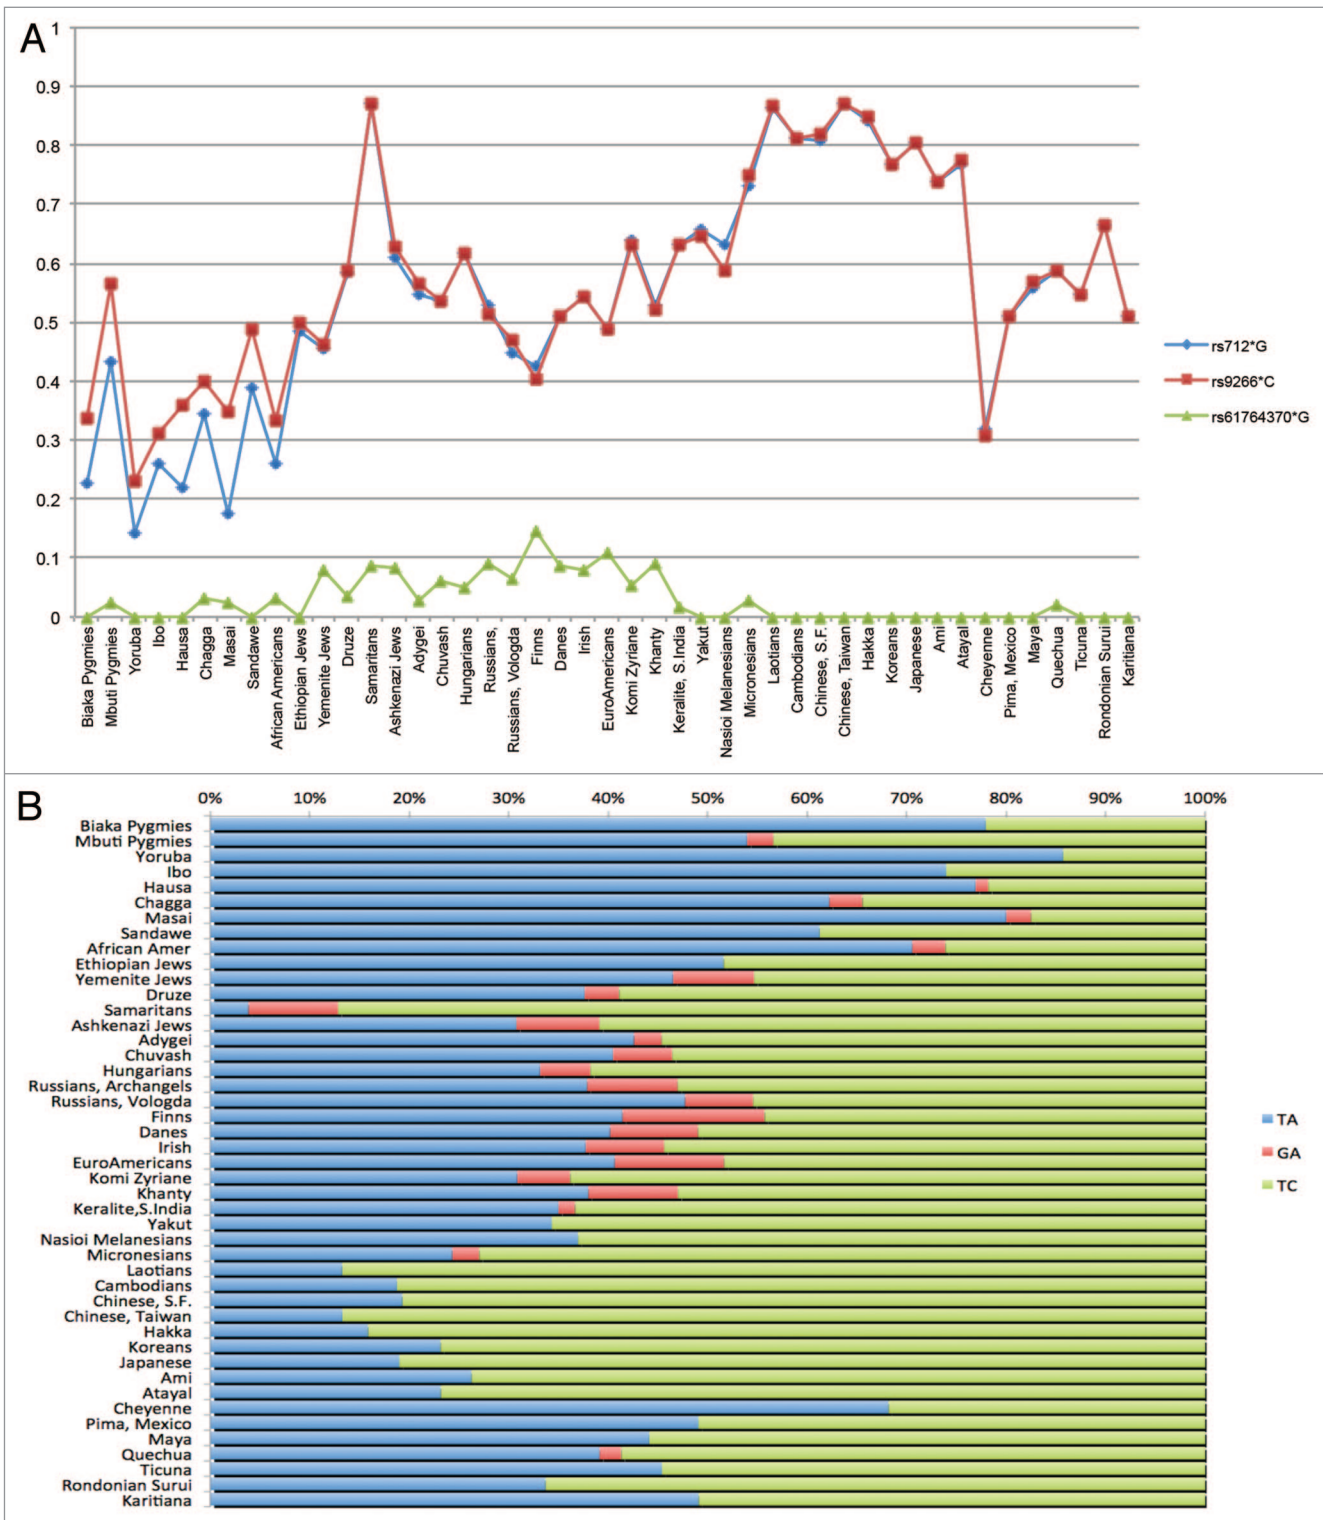 A
1
0.9
0.8
0.7
0.6
0.5
0.4
0.3
0.2
0.1
0
rs712*G
rs9266*C
rs61764370*G
Biaka Pygmies
Mbuti Pygmies
Yoruba
Ibo
Hausa
Chagga
Masai
Sandawe
African Americans
Ethiopian Jews
Yemenite Jews
Druze
Samaritans
Ashkenazi Jews
Adygei
Chuvash
Hungarians
Russians,
Russians, Vologda
Finns
Danes
Irish
EuroAmericans
Komi Zyriane
Khanty
Keralite, S.India
Yakut
Nasioi Melanesians
Micronesians
Laotians
Cambodians
Chinese, S.F.
Chinese, Taiwan
Hakka
Koreans
Japanese
Ami
Atayal
Cheyenne
Pima, Mexico
Maya
Quechua
Ticuna
Rondonian Surui
Karitiana
B
0% 10% 20% 30% 40% 50% 60% 70% 80% 90% 100%
Biaka Pygmies
Mbuti Pygmies
Yoruba
Ibo
Hausa
Chagga
Masai
Sandawe
African Amer
Ethiopian Jews
Yemenite Jews
Druze
Samaritans
Ashkenazi Jews
Adygei
Chuvash
Hungarians
Russians, Archangels
Russians, Vologda
Finns
Danes
Irish
EuroAmericans
Komi Zyriane
Khanty
Keralite,S.India
Yakut
Nasioi Melanesians
Micronesians
Laotians
Cambodians
Chinese, S.F.
Chinese, Taiwan
Hakka
Koreans
Japanese
Ami
Atayal
Cheyenne
Pima, Mexico
Maya
Quechua
Ticuna
Rondonian Surui
Karitiana
TA
GA
TC